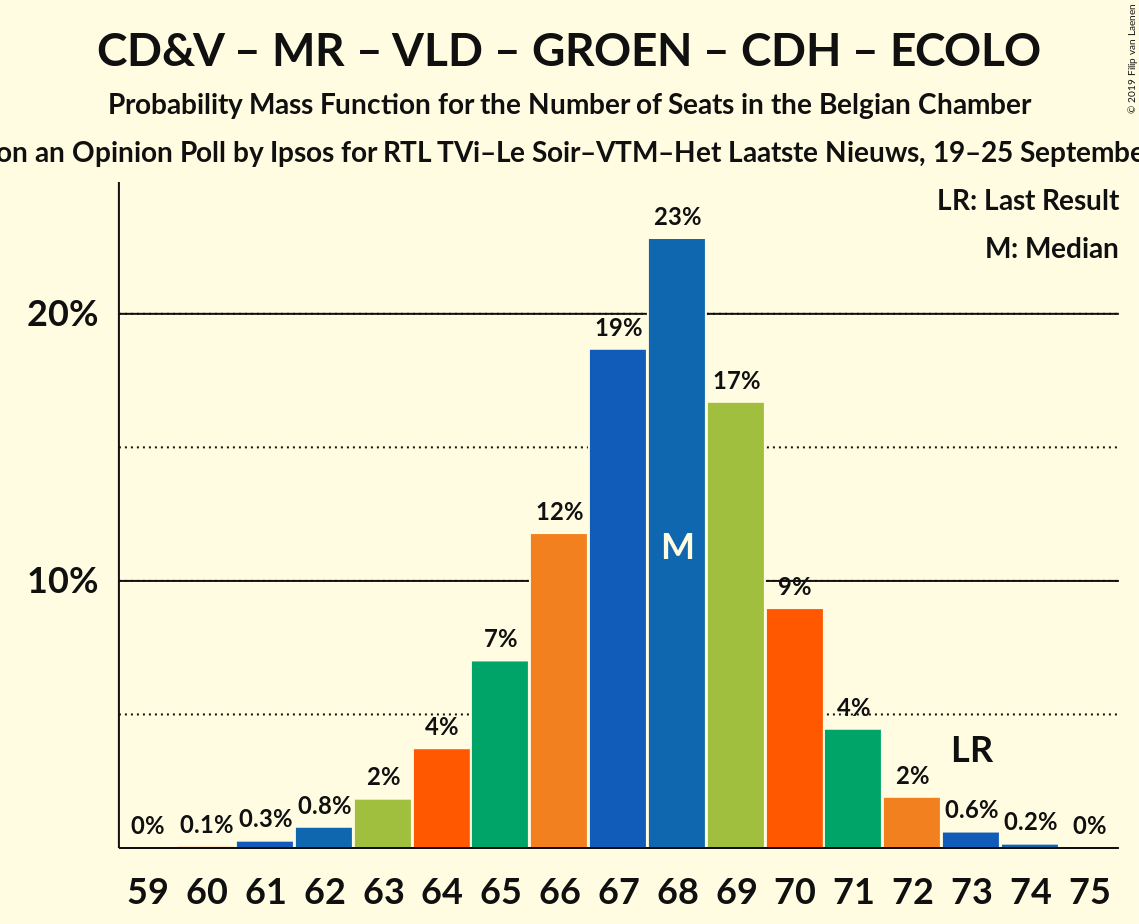 CD&V – MR – VLD – GROEN – CDH – ECOLO
Probability Mass Function for the Number of Seats in the Belgian Chamber
on an Opinion Poll by Ipsos for RTL TVi–Le Soir–VTM–Het Laatste Nieuws, 19–25 Septembe
© 2019 Filip van Laenen
LR: Last Result
M: Median
23%
20%
19%
17%
12%
M
10%
9%
7%
4%
4%
LR
2%
2%
0%
0.1%
0.3%
0.8%
0.6%
0.2%
0%
59 60 61 62 63 64 65 66 67 68 69 70 71 72 73 74 75